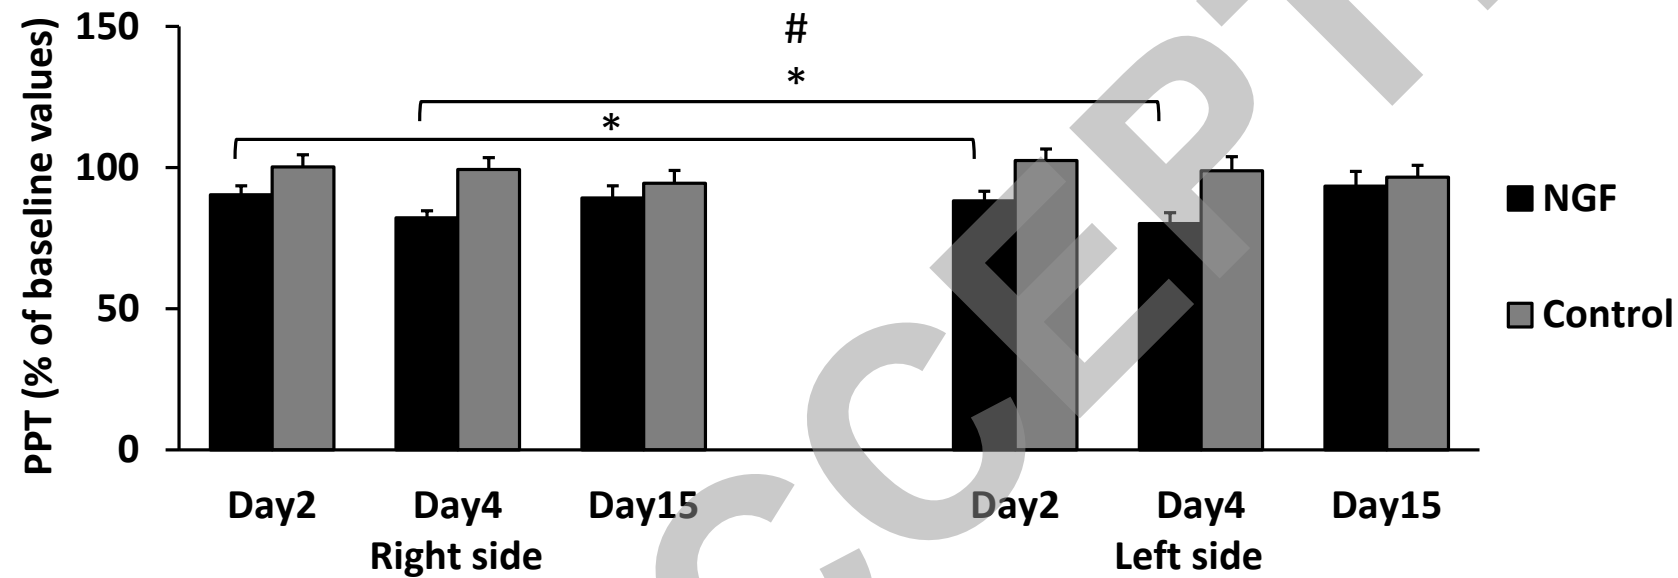 PPT (% of baseline values)
150
100
50
0
#
*
*
NGF
Control
Day2 Day4 Day15 Day2 Day4 Day15
Right side Left side
CCEPT